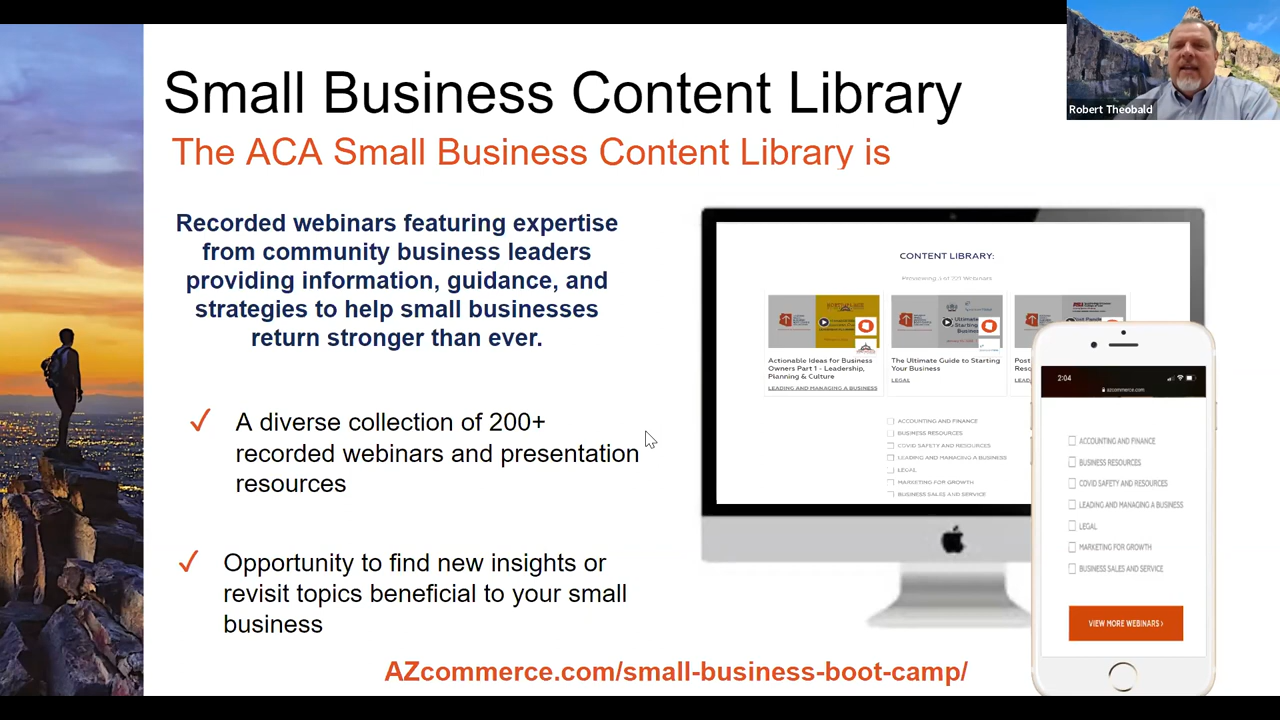 Small Business Content Library
The ACA Small Business Content Library is
Robert Theobald
Recorded webinars featuring expertise
from community business leaders
providing information, guidance, and
strategies to help small businesses
return stronger than ever.
A diverse collection of 200+
recorded webinars and presentation
resources
Opportunity to find new insights or
revisit topics beneficial to your small
business
AZcommerce.com/small-business-boot-camp/
CONTENT LIBRARY:
Actionable Ideas for Business
Owners Part 1 - Leadership,
Planning & Culture
LEADING AND MANAGING A BUSINESS
The Ultimate Guide to Starting
Your Business
LEGAL
ACCOUNTING AND FINANCE
BUSINESS RESOURCES
COVID SAFETY AND RESOURCES
LEADING AND MANAGING A BUSINESS
LEGAL
MARKETING FOR GROWTH
BUSINESS SALES AND SERVICE
2:04
azcommerce.com
ACCOUNTING AND FINANCE
BUSINESS RESOURCES
COVID SAFETY AND RESOURCES
LEADING AND MANAGING A BUSINESS
LEGAL
MARKETING FOR GROWTH
BUSINESS SALES AND SERVICE
VIEW MORE WEBINARS ›